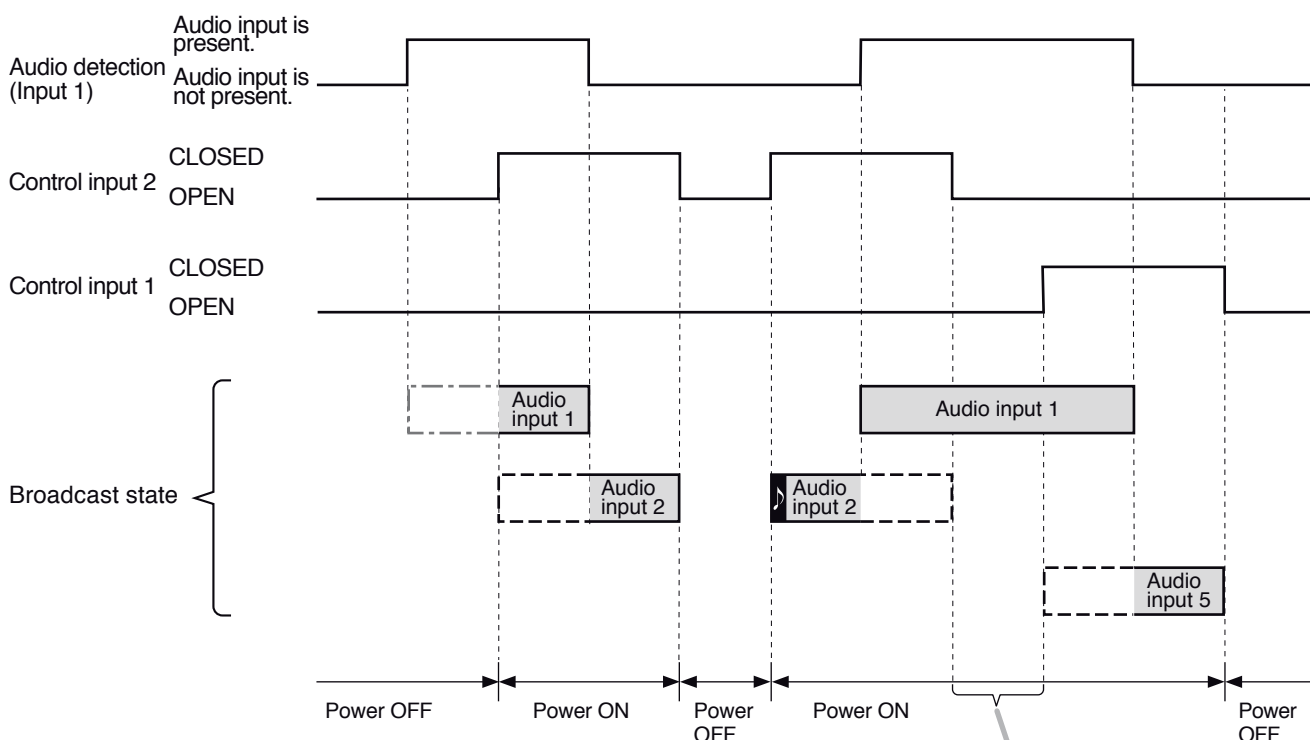 Audio input is
present.
Audio detection
(Input 1)
Audio input is
not present.
CLOSED
Control input 2
OPEN
CLOSED
Control input 1
OPEN
Audio
input 1
Audio input 1
Broadcast state
Audio
input 2
Audio
input 2
Audio
input 5
Power OFF
Power ON
Power
OFF
Power ON
Power
OFF